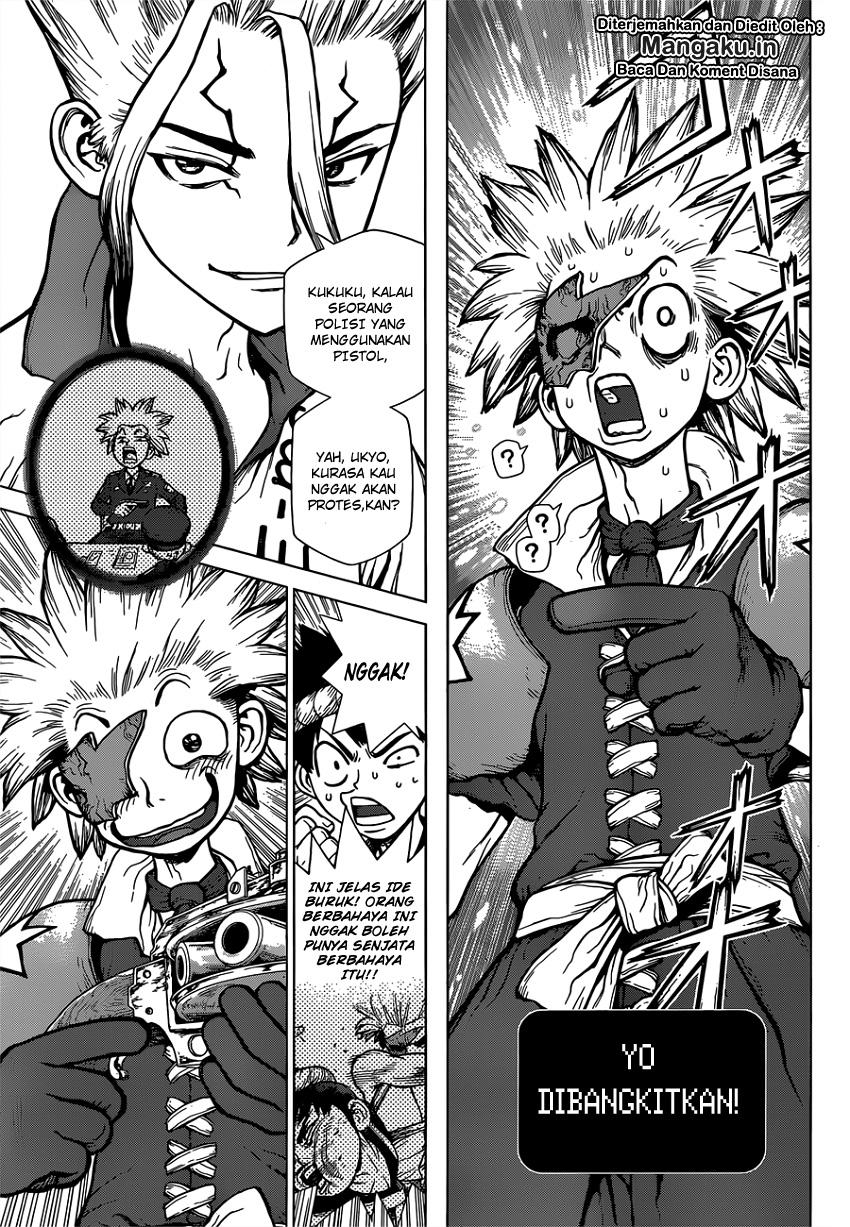 Diterjemahkan dan Diedit Oleh:
Mangaku.in
Baca Dan Koment Disana
?
?
?
YO
DIBANGKITKAN!
KUKUKU, KALAU
SEORANG
POLISI YANG
MENGGUNAKAN
PISTOL,
YAH, UKYO,
KURASA KAU
NGGAK AKAN
PROTES,KAN?
NGGAK!
INI JELAS IDE
BURUK! ORANG
BERBAHAYA INI
NGGAK BOLEH
PUNYA SENJATA
BERBAHAYA
ITU!!